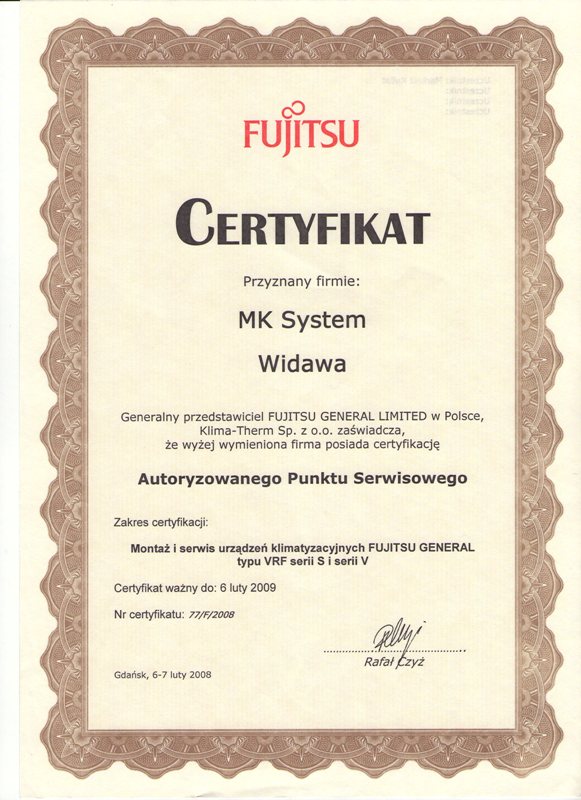 FUJITSU
CERTYFIKAT
Przyznany firmie:
MK System
Widawa
Generalny przedstawiciel FUJITSU GENERAL LIMITED w Polsce,
Klima-Therm Sp. z o.o. zaświadcza,
że wyżej wymieniona firma posiada certyfikację
Autoryzowanego Punktu Serwisowego
Zakres certyfikacji:
Montaż i serwis urządzeń klimatyzacyjnych FUJITSU GENERAL
typu VRF serii S i serii V
Certyfikat ważny do: 6 luty 2009
Nr certyfikatu: 77/F/2008
Rafał Czyż
Gdańsk, 6-7 luty 2008